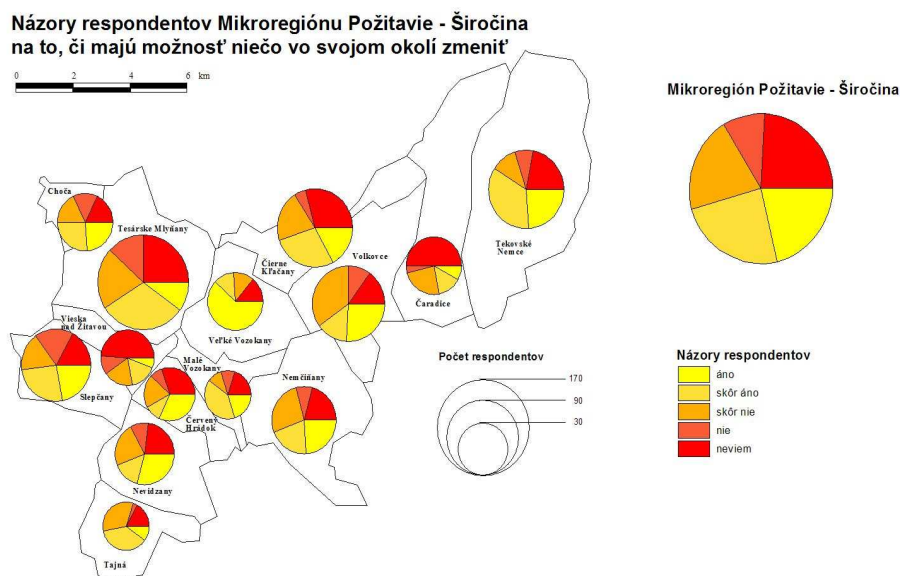 Názory respondentov Mikroregiónu Požitavie - Širočina
na to, či majú možnosť niečo vo svojom okolí zmeniť
0 2 4 6 km
Mikroregión Požitavie - Širočina
Choča
Tesárske Mlyňany
Čierne
Kľačany
Volkovce
Tekovské
Nemce
Čaradice
Vieska
nad Žitavou
Veľké Vozokany
Slepčany
Malé
Vozokany
Nemčiňany
Červený
Hrádok
Nevidzany
Tajná
Počet respondentov
170
90
30
Názory respondentov
áno
skôr áno
skôr nie
nie
neviem